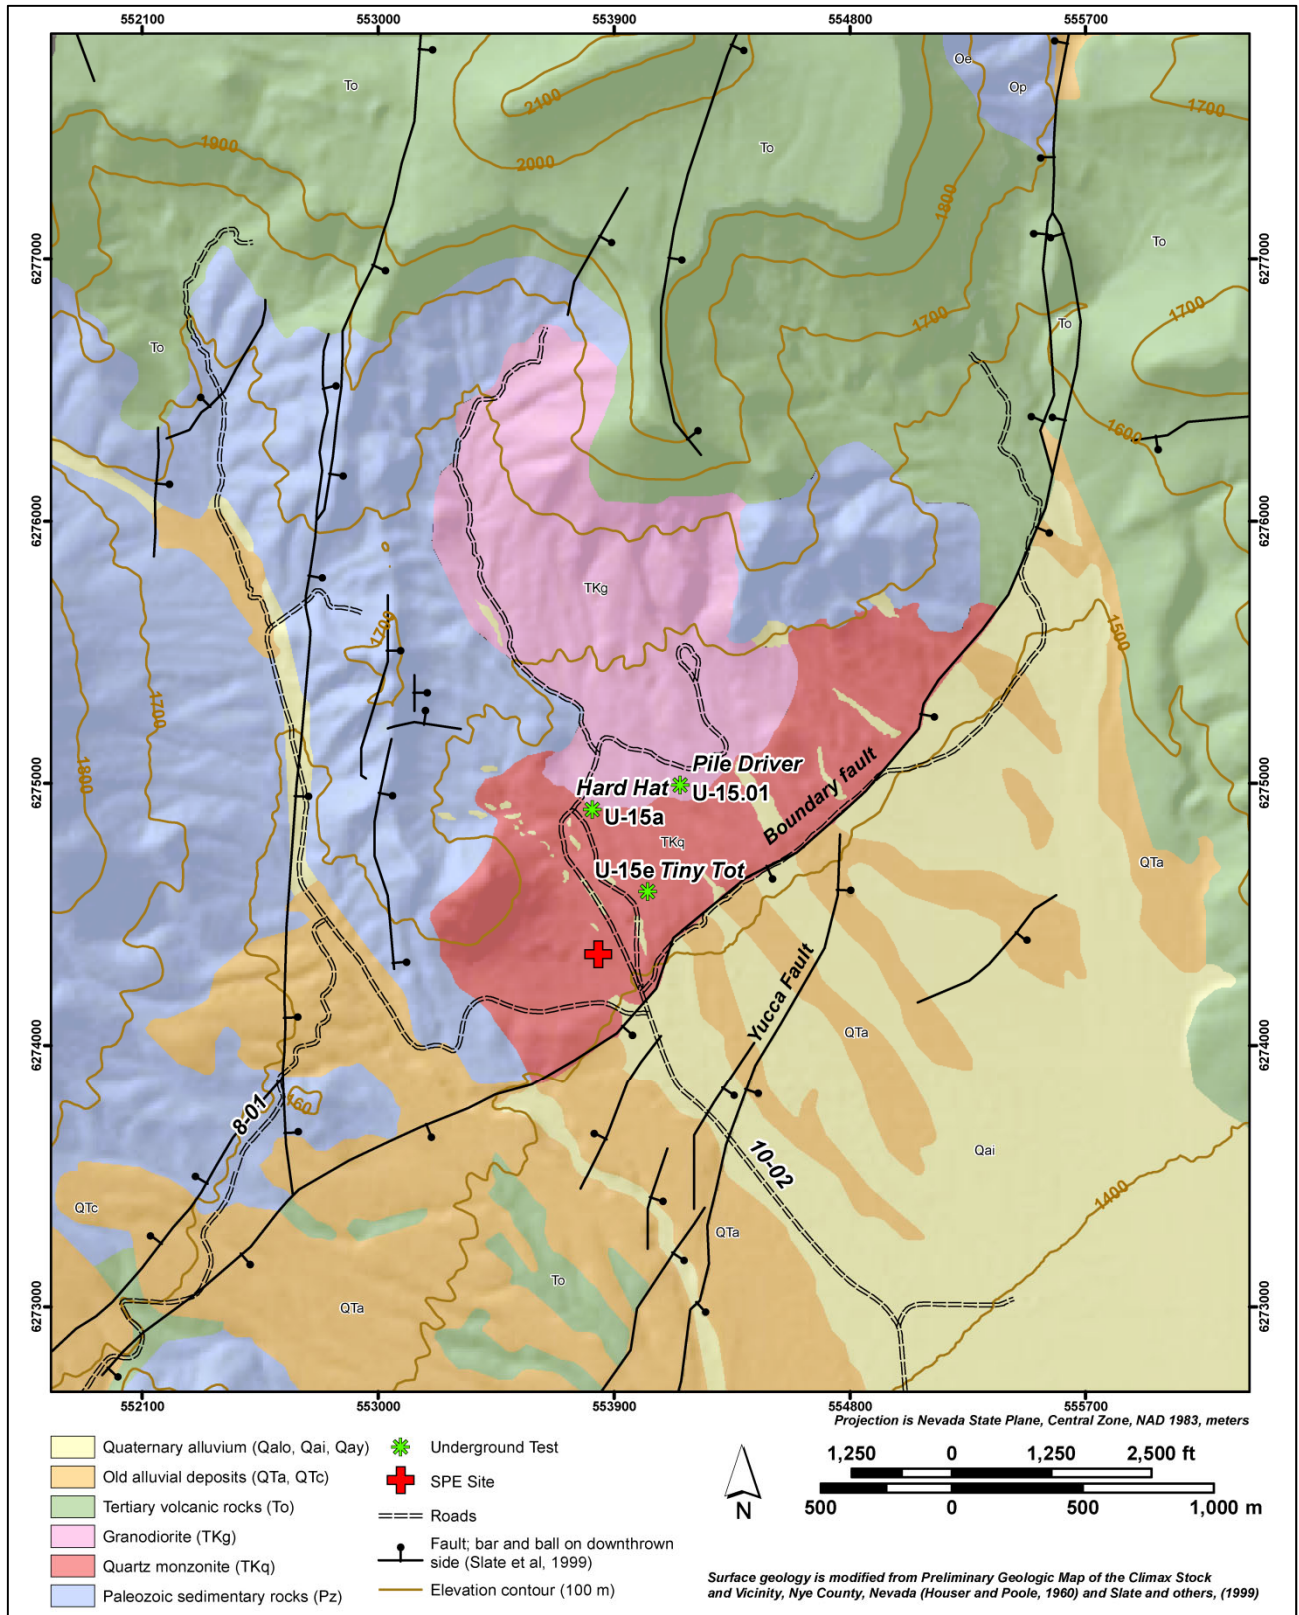 552100 553000 553900 554800 555700
Oe
To
Op
2100
1700
1900
To
2000
1800
6277000
To
6277000
1700
1700
To
To
1600
6276000
6276000
TKg
1700
1500
1700
1800
Pile Driver
6275000
Hard Hat
U-15.01
6275000
U-15a
Boundary fault
TKq
QTa
U-15e Tiny Tot
Yucca Fault
QTa
6274000
6274000
160
8-01
10-02
Qai
1400
QTc
QTa
To
6273000
QTa
6273000
552100 553000 553900 554800 555700
Projection is Nevada State Plane, Central Zone, NAD 1983, meters
Quaternary alluvium (Qalo, Qai, Qay)
Old alluvial deposits (QTa, QTc)
Tertiary volcanic rocks (To)
Granodiorite (TKg)
Quartz monzonite (TKq)
Paleozoic sedimentary rocks (Pz)
Underground Test
SPE Site
Roads
Fault; bar and ball on downthrown
side (Slate et al, 1999)
Elevation contour (100 m)
N
1,250 0 1,250 2,500 ft
500 0 500 1,000 m
Surface geology is modified from Preliminary Geologic Map of the Climax Stock
and Vicinity, Nye County, Nevada (Houser and Poole, 1960) and Slate and others, (1999)